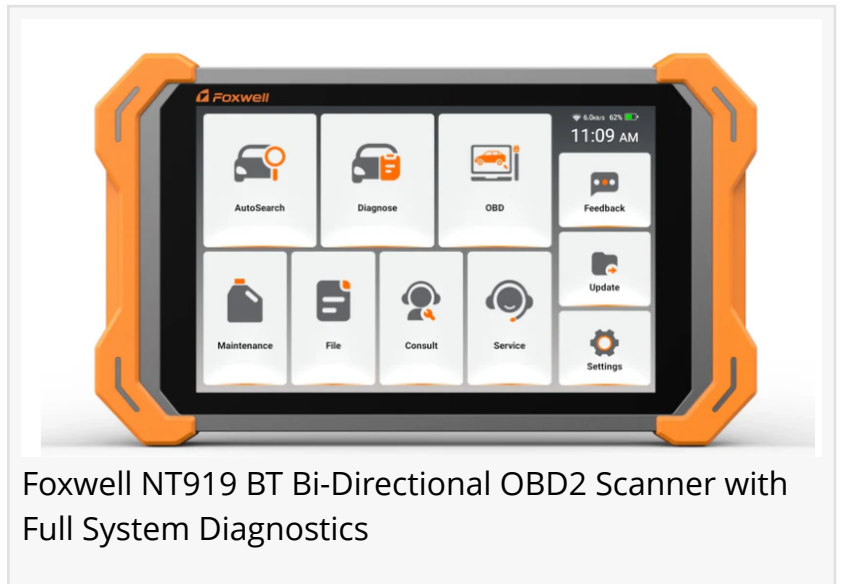 Foxwell
6.0KB/S 62%
11:09 AM
AutoSearch
Diagnose
OBD
Feedback
Update
Maintenance
File
Consult
Service
Settings
Foxwell NT919 BT Bi-Directional OBD2 Scanner with
Full System Diagnostics